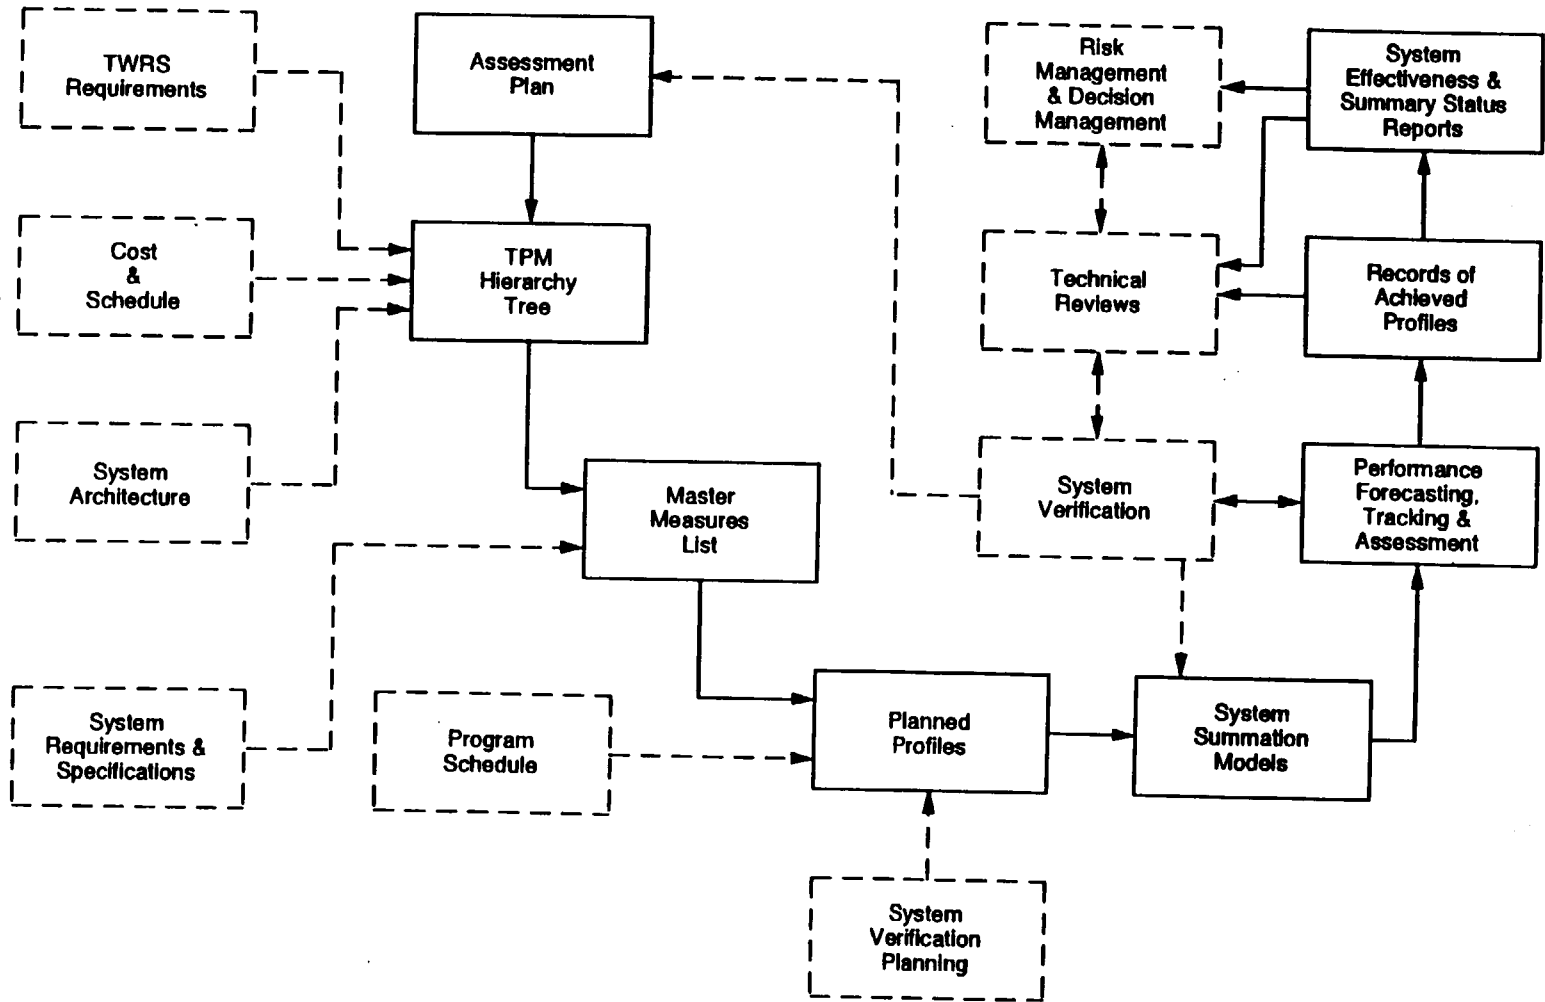 TWRS
Requirements
Assessment
Plan
Risk
Management
& Decision
Management
System
Effectiveness &
Summary Status
Reports
Cost
&
Schedule
TPM
Hierarchy
Tree
Technical
Reviews
Records of
Achieved
Profiles
System
Architecture
Master
Measures
List
System
Verification
Performance
Forecasting,
Tracking &
Assessment
System
Requirements &
Specifications
Program
Schedule
Planned
Profiles
System
Summation
Models
System
Verification
Planning